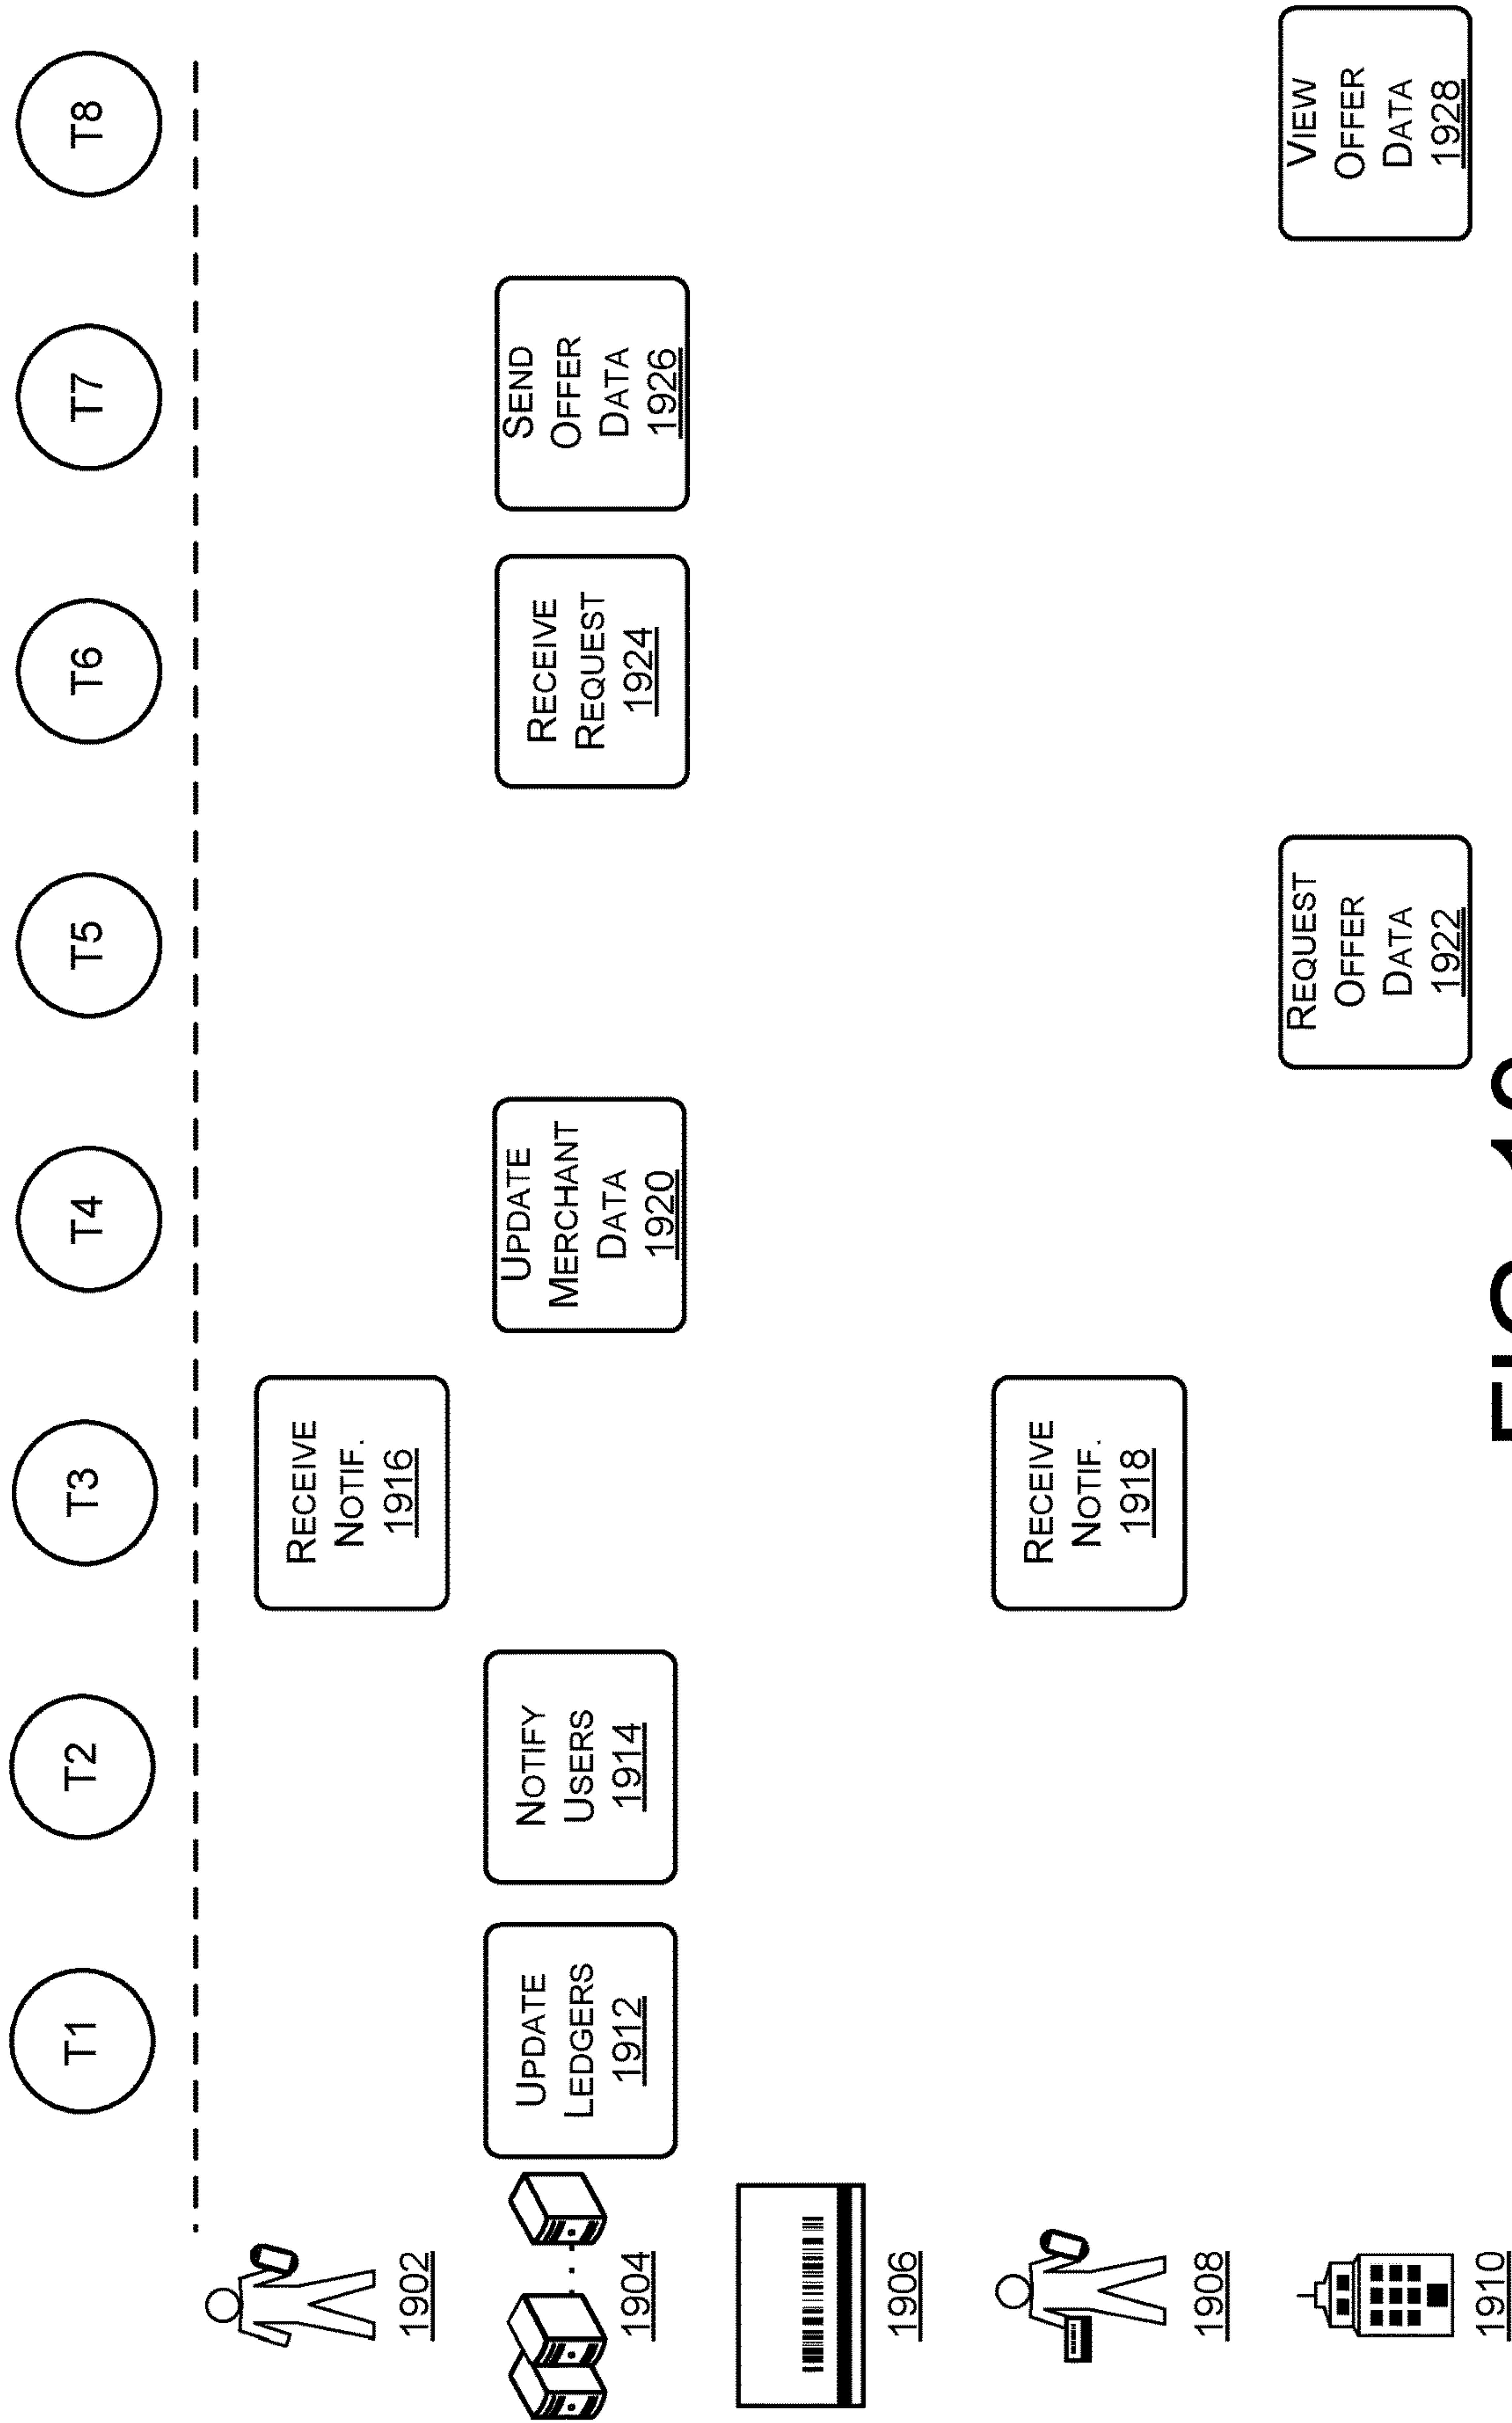 T1
T2
T3
T4
T5
T6
T7
T8
1902
RECEIVE
NOTIF.
1916
1904
UPDATE
LEDGERS
1912
NOTIFY
USERS
1914
UPDATE
MERCHANT
DATA
1920
RECEIVE
REQUEST
1924
SEND
OFFER
DATA
1926
1906
1908
RECEIVE
NOTIF.
1918
1910
REQUEST
OFFER
DATA
1922
VIEW
OFFER
DATA
1928